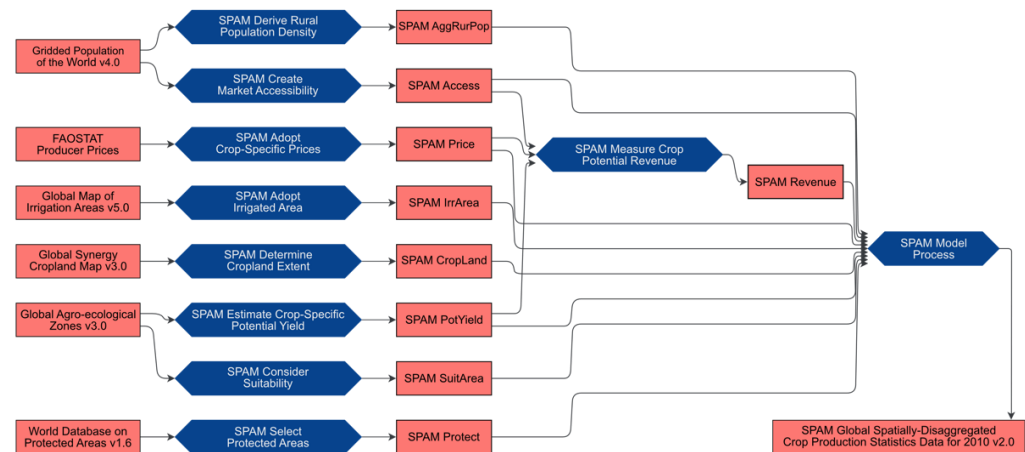 SPAM Derive Rural
Population Density
SPAM AggRurPop
Gridded Population
of the World v4.0
SPAM Create
Market Accessibility
SPAM Access
FAOSTAT
Producer Prices
SPAM Adopt
Crop-Specific Prices
SPAM Price
SPAM Measure Crop
Potential Revenue
SPAM Revenue
Global Map of
Irrigation Areas v5.0
SPAM Adopt
Irrigated Area
SPAM IrrArea
Global Synergy
Cropland Map v3.0
SPAM Determine
Cropland Extent
SPAM CropLand
SPAM Model
Process
Global Agro-ecological
Zones v3.0
SPAM Estimate Crop-Specific
Potential Yield
SPAM PotYield
SPAM Consider
Suitability
SPAM SuitArea
World Database on
Protected Areas v1.6
SPAM Select
Protected Areas
SPAM Protect
SPAM Global Spatially-Disaggregated
Crop Production Statistics Data for 2010 v2.0